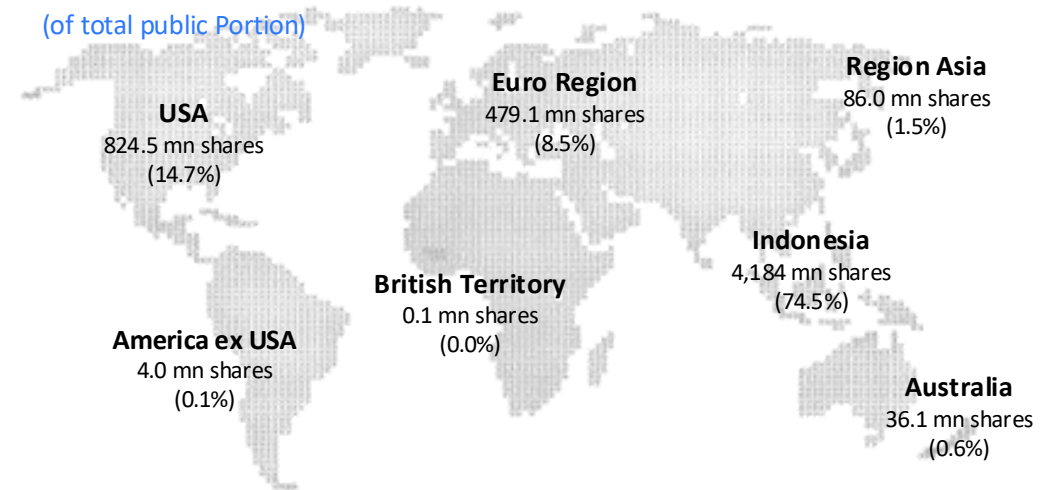 (of total public Portion)
USA
824.5 mn shares
(14.7%)
Euro Region
479.1 mn shares
(8.5%)
Region Asia
86.0 mn shares
(1.5%)
Indonesia
4,184 mn shares
(74.5%)
British Territory
0.1 mn shares
(0.0%)
America ex USA
4.0 mn shares
(0.1%)
Australia
36.1 mn shares
(0.6%)